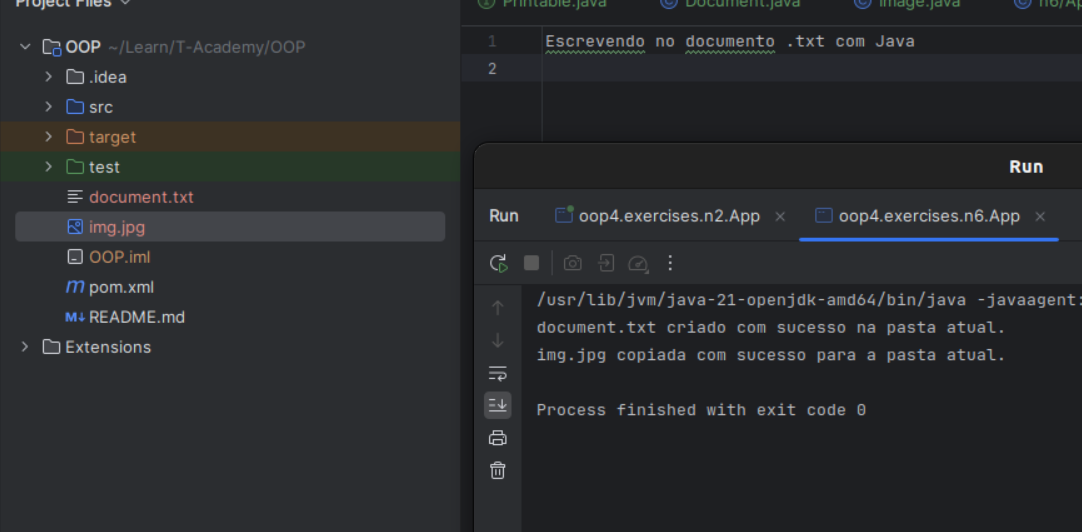 Project Files
Printable.java
Document.java
Image.java
OOP ~/Learn/T-Academy/OOP
.idea
src
target
test
document.txt
img.jpg
OOP.iml
pom.xml
README.md
Extensions
1 Escrevendo no documento .txt com Java
2
Run
Run
oop4.exercises.n2.App
oop4.exercises.n6.App
/usr/lib/jvm/java-21-openjdk-amd64/bin/java -javaagent:
document.txt criado com sucesso na pasta atual.
img.jpg copiada com sucesso para a pasta atual.
Process finished with exit code 0